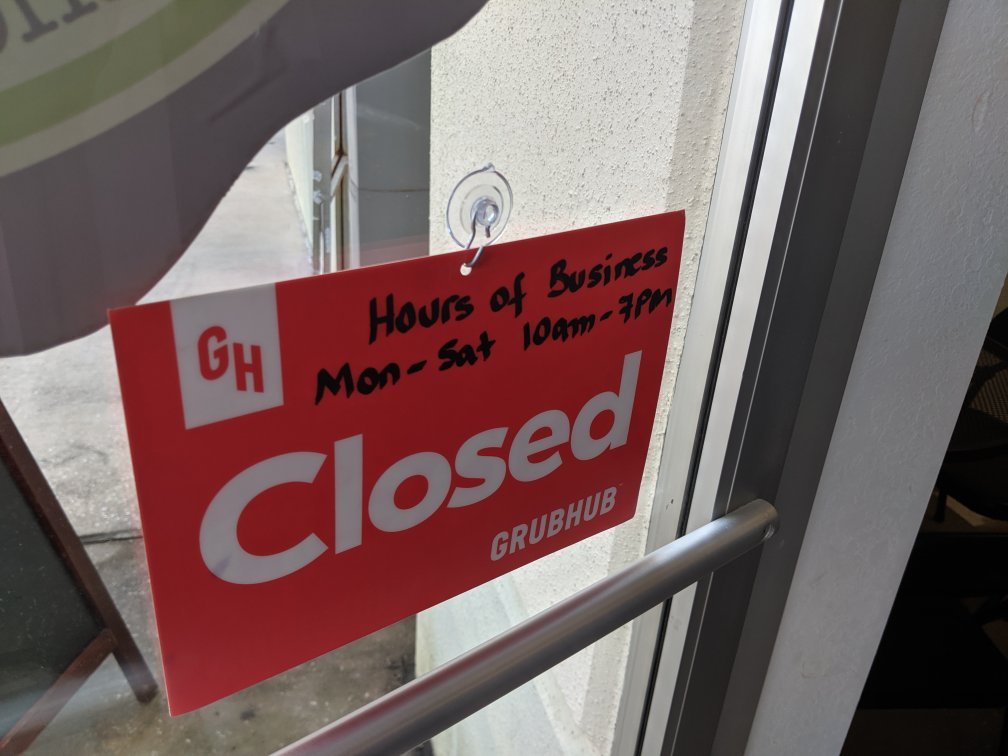 GH
Hours of Business
Mon-Sat 10am-7pm
Closed
GRUBHUB